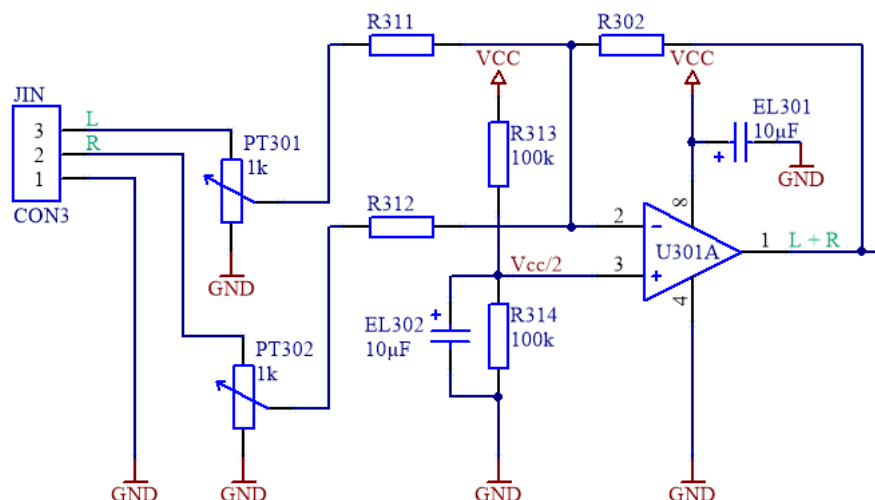 R311
R302
VCC
VCC
JIN
L
R
3
2
1
CON3
PT301
1k
R313
100k
EL301
10µF
GND
R312
8
2
-
U301A
1
L + R
3
+
4
Vcc/2
GND
EL302
10µF
+
R314
100k
PT302
1k
+
GND
GND
GND
GND